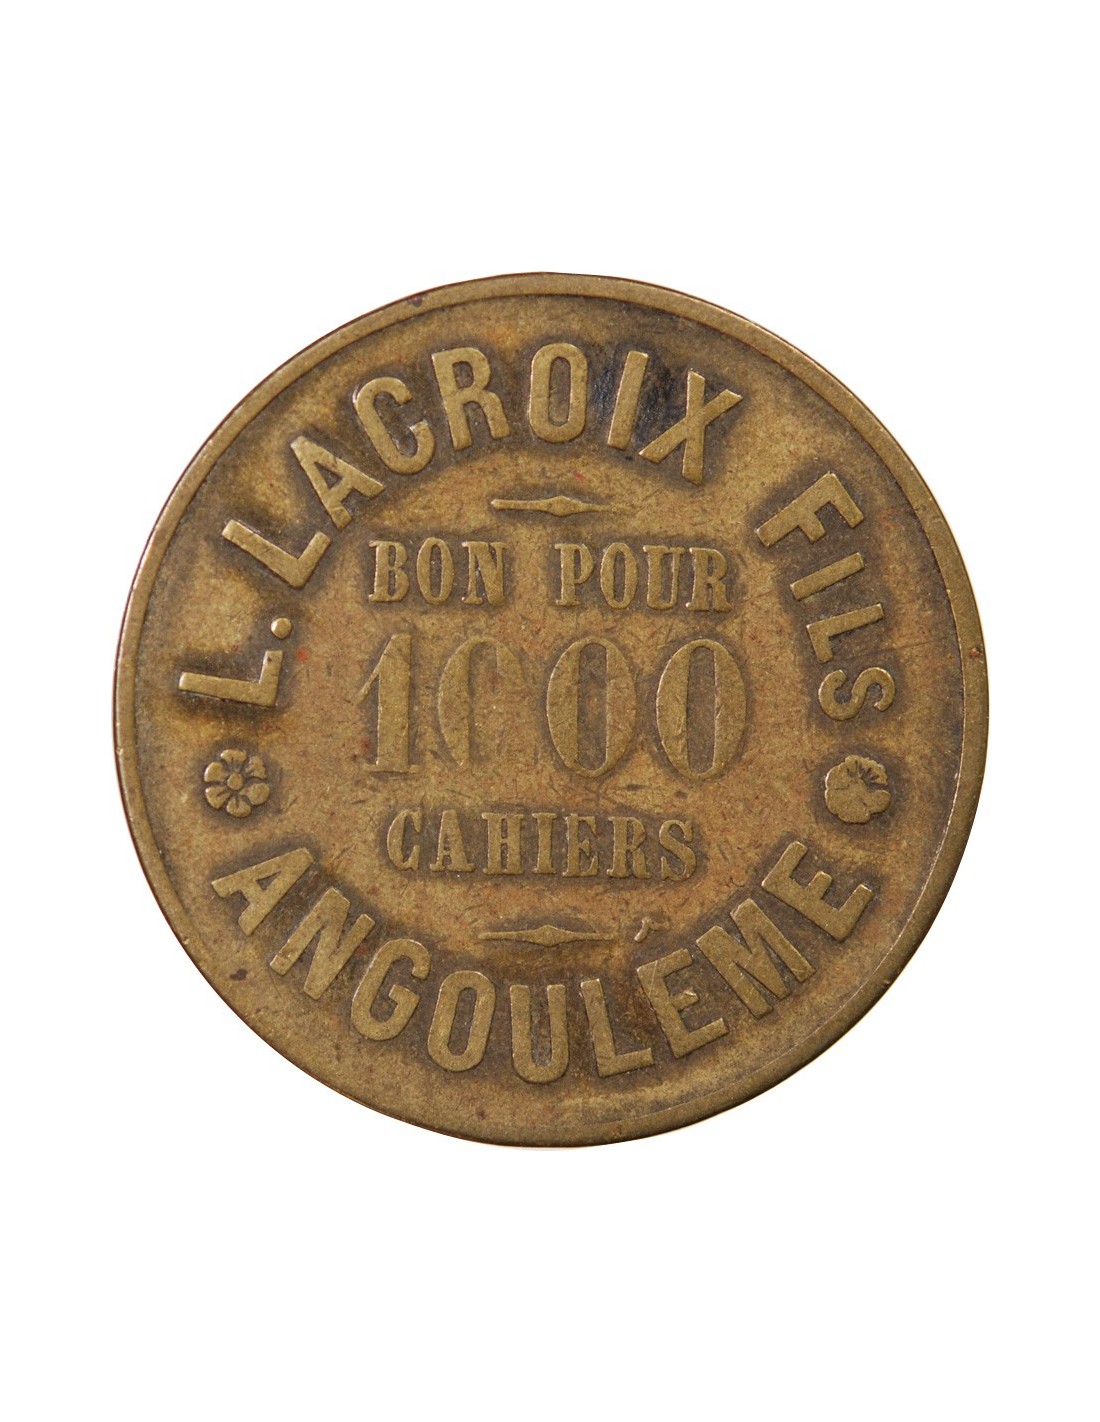 L. LACROIX FILS
BON POUR
1000
CAHIERS
ANGOULÊME